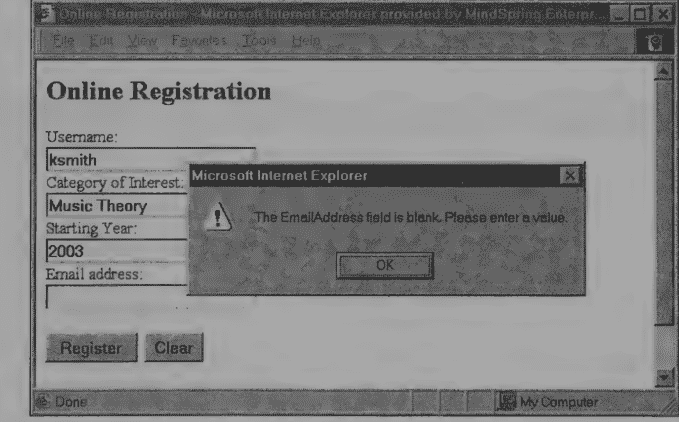 Online Registration - Microsoft Internet Explorer provided by MindSpring Enterpr...
File Edit View Favorites Tools Help
Online Registration
Username:
ksmith
Category of Interest:
Music Theory
Starting Year:
2003
Email address:
Microsoft Internet Explorer
The EmailAddress field is blank. Please enter a value.
OK
Register Clear
Done My Computer